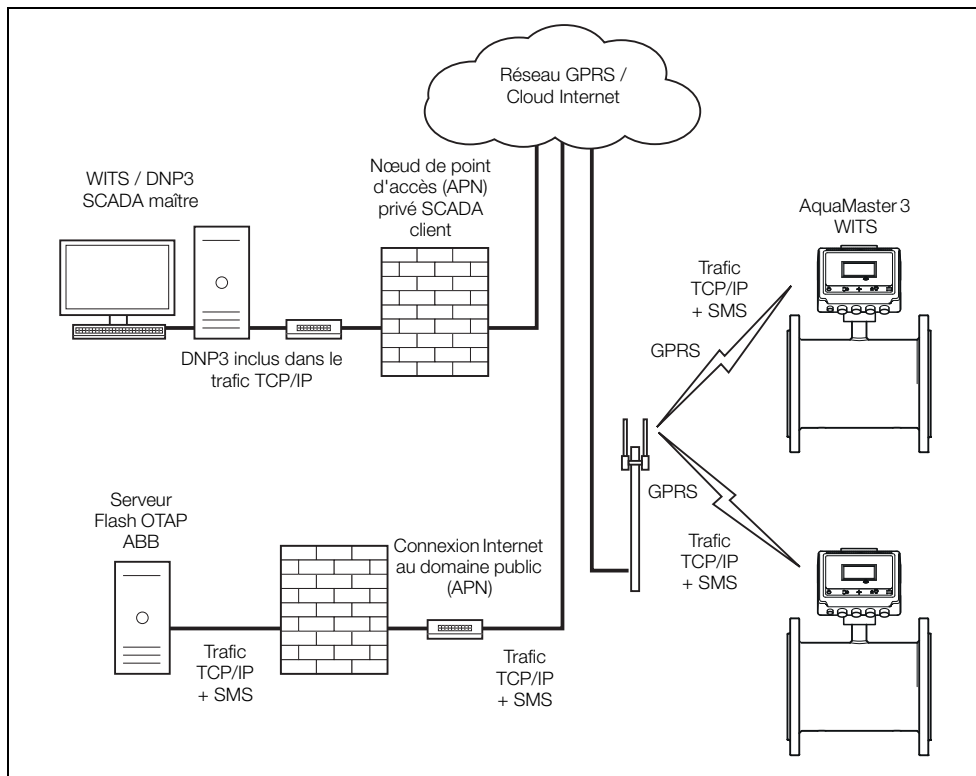 Réseau GPRS /
Cloud Internet
WITS / DNP3
SCADA maître
Nœud de point
d'accès (APN)
privé SCADA
client
DNP3 inclus dans le
trafic TCP/IP
AquaMaster 3
WITS
Trafic
TCP/IP
+ SMS
GPRS
GPRS
Trafic
TCP/IP
+ SMS
Serveur
Flash OTAP
ABB
Connexion Internet
au domaine public
(APN)
Trafic
TCP/IP
+ SMS
Trafic
TCP/IP
+ SMS